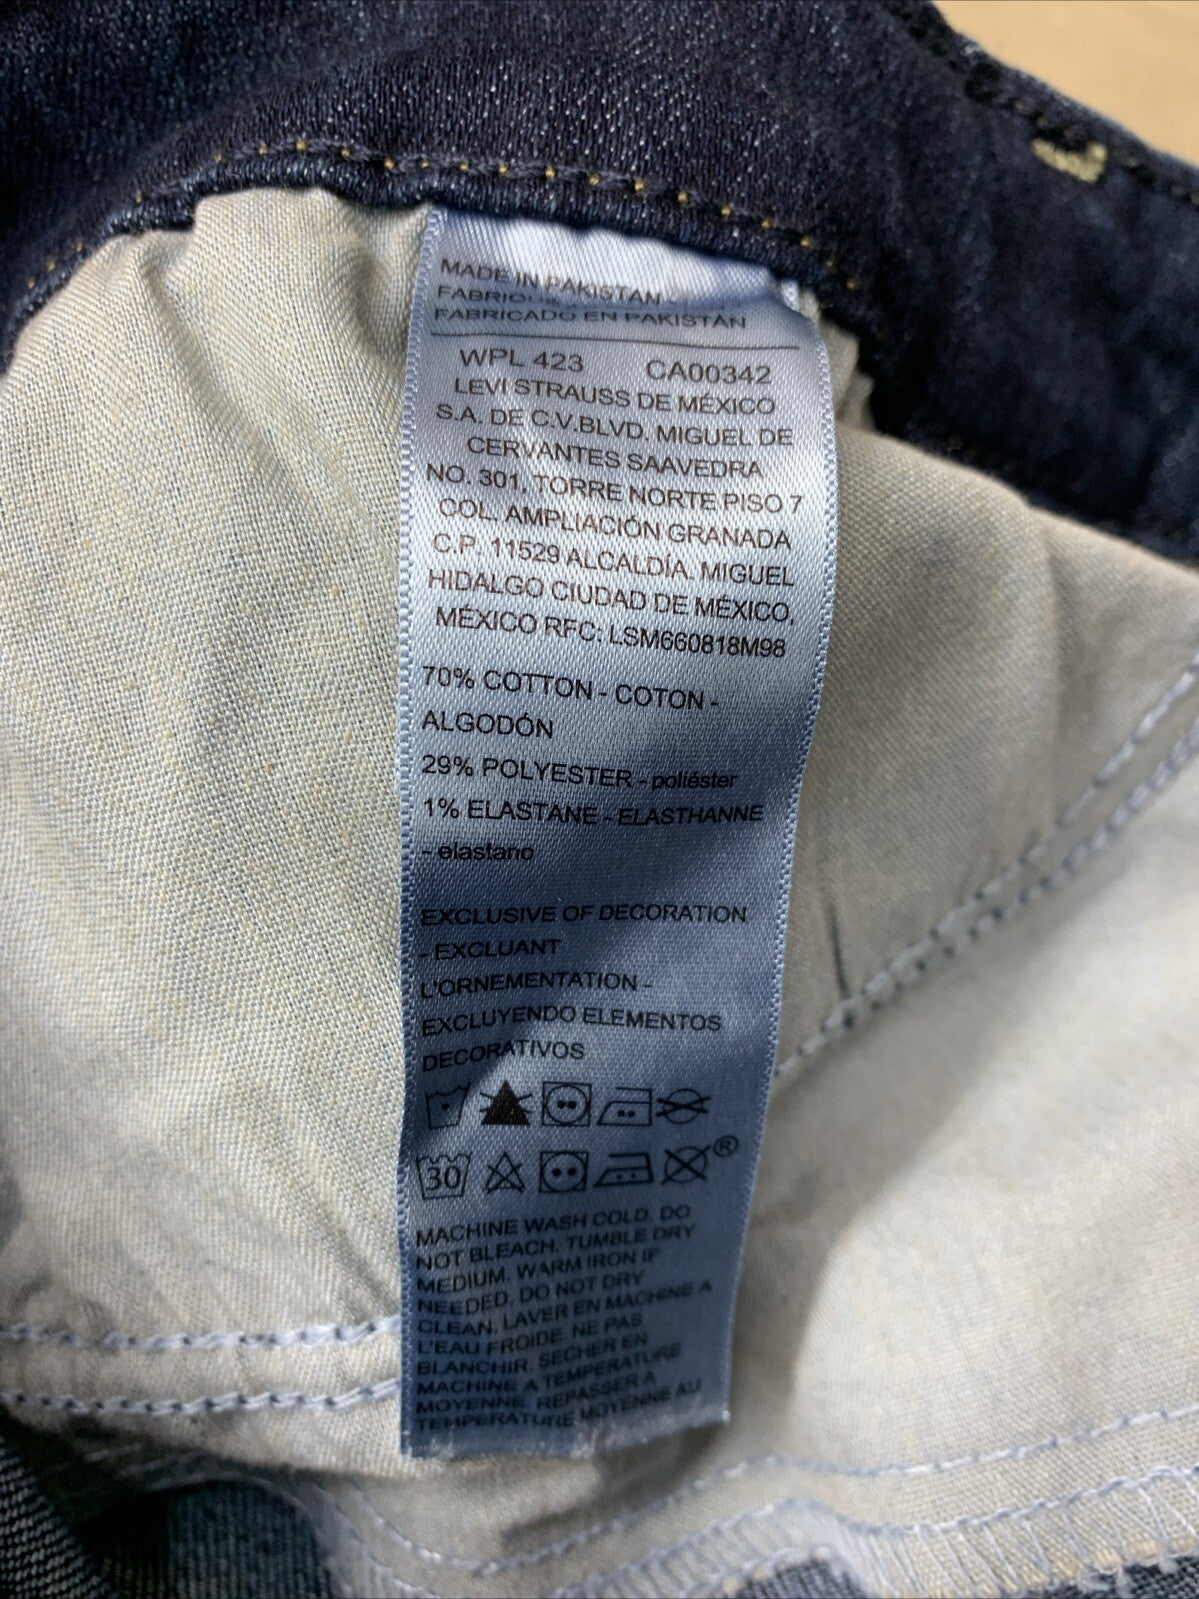 MADE IN PAKISTAN -
FABRIQUÉ
FABRICADO EN PAKISTÁN
WPL 423 CA00342
LEVI STRAUSS DE MÉXICO
S.A. DE C.V.BLVD. MIGUEL DE
CERVANTES SAAVEDRA
NO. 301, TORRE NORTE PISO 7
COL. AMPLIACIÓN GRANADA
C.P. 11529 ALCALDÍA. MIGUEL
HIDALGO CIUDAD DE MÉXICO,
MÉXICO RFC: LSM660818M98
70% COTTON - COTON -
ALGODÓN
29% POLYESTER - poliéster
1% ELASTANE - ELASTHANNE
- elastano
EXCLUSIVE OF DECORATION
- EXCLUANT
L'ORNEMENTATION -
EXCLUYENDO ELEMENTOS
DECORATIVOS
30 ®
MACHINE WASH COLD. DO
NOT BLEACH. TUMBLE DRY
MEDIUM. WARM IRON IF
NEEDED. DO NOT DRY
CLEAN. LAVER EN MACHINE A
L'EAU FROIDE. NE PAS
BLANCHIR. SECHER EN
MACHINE A TEMPERATURE
MOYENNE. REPASSER A
TEMPERATURE MOYENNE AU